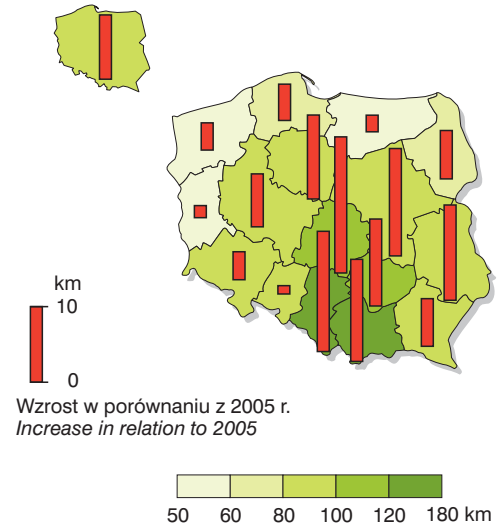 km
10
0
Wzrost w porównaniu z 2005 r.
Increase in relation to 2005
50 60 80 100 120 180 km